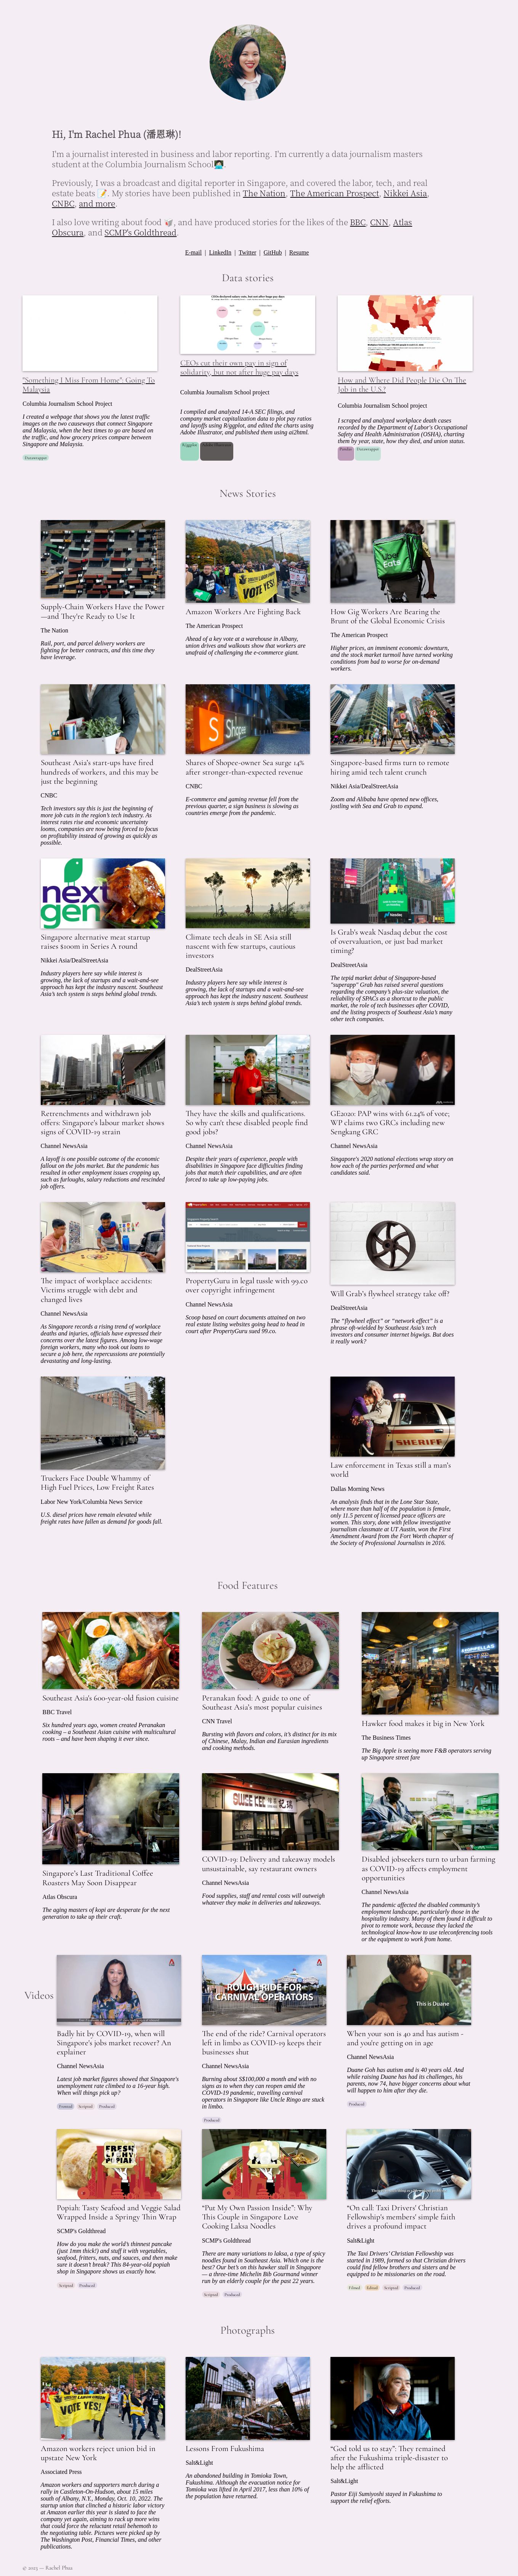 Hi, I'm Rachel Phua (潘恩琳)!
I'm a journalist interested in business and labor reporting. I'm currently a data journalism masters
student at the Columbia Journalism School👩🏻‍💻.
Previously, I was a broadcast and digital reporter in Singapore, and covered the labor, tech, and real
estate beats 📝. My stories have been published in The Nation, The American Prospect, Nikkei Asia,
CNBC, and more.
I also love writing about food 🥡, and have produced stories for the likes of the BBC, CNN, Atlas
Obscura, and SCMP's Goldthread.
E-mail | LinkedIn | Twitter | GitHub | Resume
Data stories
"Something I Miss From Home": Going To
Malaysia
Columbia Journalism School Project
I created a webpage that shows you the latest traffic
images on the two causeways that connect Singapore
and Malaysia, when the best times to go are based on
the traffic, and how grocery prices compare between
Singapore and Malaysia.
Datawrapper
CEOs cut their own pay in sign of
solidarity, but not after huge pay days
Columbia Journalism School project
I compiled and analyzed 14-A SEC filings, and
company market capitalization data to plot pay ratios
and layoffs using R/ggplot, and edited the charts using
Adobe Illustrator, and published them using ai2html.
R/ggplot
How and Where Did People Die On The
Job in the U.S.?
Columbia Journalism School project
I scraped and analyzed workplace death cases
recorded by the Department of Labor's Occupational
Safety and Health Administration (OSHA), charting
them by year, state, how they died, and union status.
Pandas Datawrapper
News Stories
VOTE YES!
Uber
Eats
Supply-Chain Workers Have the Power
—and They're Ready to Use It
The Nation
Rail, port, and parcel delivery workers are
fighting for better contracts, and this time they
have leverage.
Amazon Workers Are Fighting Back
The American Prospect
Ahead of a key vote at a warehouse in Albany,
union drives and walkouts show that workers are
unafraid of challenging the e-commerce giant.
How Gig Workers Are Bearing the
Brunt of the Global Economic Crisis
The American Prospect
Higher prices, an imminent economic downturn,
and the stock market turmoil have turned working
conditions from bad to worse for on-demand
workers.
Shopee
Southeast Asia's start-ups have fired
hundreds of workers, and this may be
just the beginning
CNBC
Tech investors say this is just the beginning of
more job cuts in the region's tech industry. As
interest rates rise and economic uncertainty
looms, companies are now being forced to focus
on profitability instead of growing as quickly as
possible.
Shares of Shopee-owner Sea surge 14%
after stronger-than-expected revenue
CNBC
E-commerce and gaming revenue fell from the
previous quarter, a sign business is slowing as
countries emerge from the pandemic.
Singapore-based firms turn to remote
hiring amid tech talent crunch
Nikkei Asia/DealStreetAsia
Zoom and Alibaba have opened new offices,
jostling with Sea and Grab to expand.
next
gen
Singapore alternative meat startup
raises $100m in Series A round
Nikkei Asia/DealStreetAsia
Industry players here say while interest is
growing, the lack of startups and a wait-and-see
approach has kept the industry nascent. Southeast
Asia's tech system is steps behind global trends.
Climate tech deals in SE Asia still
nascent with few startups, cautious
investors
DealStreetAsia
Industry players here say while interest is
growing, the lack of startups and a wait-and-see
approach has kept the industry nascent. Southeast
Asia's tech system is steps behind global trends.
Is Grab's weak Nasdaq debut the cost
of overvaluation, or just bad market
timing?
DealStreetAsia
The tepid market debut of Singapore-based
"superapp" Grab has raised several questions
regarding the company's plus-size valuation, the
reliability of SPACs as a shortcut to the public
market, the role of tech businesses after COVID,
and the listing prospects of Southeast Asia's many
other tech companies.
Retrenchments and withdrawn job
offers: Singapore's labour market shows
signs of COVID-19 strain
Channel NewsAsia
A layoff is one possible outcome of the economic
fallout on the jobs market. But the pandemic has
resulted in other employment issues cropping up,
such as furloughs, salary reductions and rescinded
job offers.
They have the skills and qualifications.
So why can't these disabled people find
good jobs?
Channel NewsAsia
Despite their years of experience, people with
disabilities in Singapore face difficulties finding
jobs that match their capabilities, and are often
forced to take up low-paying jobs.
GE2020: PAP wins with 61.24% of vote;
WP claims two GRCs including new
Sengkang GRC
Channel NewsAsia
Singapore's 2020 national elections wrap story on
how each of the parties performed and what
candidates said.
The impact of workplace accidents:
Victims struggle with debt and
changed lives
Channel NewsAsia
As Singapore records a rising trend of workplace
deaths and injuries, officials have expressed their
concerns over the latest figures. Among low-wage
foreign workers, many who took out loans to
secure a job here, the repercussions are potentially
devastating and long-lasting.
PropertyGuru in legal tussle with 99.co
over copyright infringement
Channel NewsAsia
Scoop based on court documents attained on two
real estate listing websites going head to head in
court after PropertyGuru sued 99.co.
Will Grab's flywheel strategy take off?
DealStreetAsia
The "flywheel effect" or "network effect" is a
phrase oft-wielded by Southeast Asia's tech
investors and consumer internet bigwigs. But does
it really work?
SHERIFF
Truckers Face Double Whammy of
High Fuel Prices, Low Freight Rates
Labor New York/Columbia News Service
U.S. diesel prices have remain elevated while
freight rates have fallen as demand for goods fall.
Law enforcement in Texas still a man's
world
Dallas Morning News
An analysis finds that in the Lone Star State,
where more than half of the population is female,
only 11.5 percent of licensed peace officers are
women. This story, done with fellow investigative
journalism classmate at UT Austin, won the First
Amendment Award from the Fort Worth chapter of
the Society of Professional Journalists in 2016.
Food Features
Southeast Asia's 600-year-old fusion cuisine
BBC Travel
Six hundred years ago, women created Peranakan
cooking – a Southeast Asian cuisine with multicultural
roots – and have been shaping it ever since.
Peranakan food: A guide to one of
Southeast Asia's most popular cuisines
CNN Travel
Bursting with flavors and colors, it's distinct for its mix
of Chinese, Malay, Indian and Eurasian ingredients
and cooking methods.
Hawker food makes it big in New York
The Business Times
The Big Apple is seeing more F&B operators serving
up Singapore street fare
SWEE KEE
Singapore's Last Traditional Coffee
Roasters May Soon Disappear
Atlas Obscura
The aging masters of kopi are desperate for the next
generation to take up their craft.
COVID-19: Delivery and takeaway models
unsustainable, say restaurant owners
Channel NewsAsia
Food supplies, staff and rental costs will outweigh
whatever they make in deliveries and takeaways.
Disabled jobseekers turn to urban farming
as COVID-19 affects employment
opportunities
Channel NewsAsia
The pandemic affected the disabled community's
employment landscape, particularly those in the
hospitality industry. Many of them found it difficult to
pivot to remote work, because they lacked the
technological know-how to use teleconferencing tools
or the equipment to work from home.
Videos
ROUGH RIDE FOR
CARNIVAL OPERATORS
This is Duane
Badly hit by COVID-19, when will
Singapore's jobs market recover? An
explainer
Channel NewsAsia
Latest job market figures showed that Singapore's
unemployment rate climbed to a 16-year high.
When will things pick up?
Fronted Scripted Produced
The end of the ride? Carnival operators
left in limbo as COVID-19 keeps their
businesses shut
Channel NewsAsia
Burning about S$100,000 a month and with no
signs as to when they can reopen amid the
COVID-19 pandemic, travelling carnival
operators in Singapore like Uncle Ringo are stuck
in limbo.
Produced
When your son is 40 and has autism -
and you're getting on in age
Channel NewsAsia
Duane Goh has autism and is 40 years old. And
while raising Duane has had its challenges, his
parents, now 74, have bigger concerns about what
will happen to him after they die.
Produced
Popiah: Tasty Seafood and Veggie Salad
Wrapped Inside a Springy Thin Wrap
SCMP's Goldthread
How do you make the world's thinnest pancake
(just 1mm thick!) and stuff it with vegetables,
seafood, fritters, nuts, and sauces, and then make
sure it doesn't break? This 84-year-old popiah
shop in Singapore shows us exactly how.
Scripted Produced
"Put My Own Passion Inside": Why
This Couple in Singapore Love
Cooking Laksa Noodles
SCMP's Goldthread
There are many variations to laksa, a type of spicy
noodles found in Southeast Asia. Which one is the
best? Our bet's on this hawker stall in Singapore
— a three-time Michelin Bib Gourmand winner
run by an elderly couple for the past 22 years.
Scripted Produced
"On call: Taxi Drivers' Christian
Fellowship's members' simple faith
drives a profound impact
Salt&Light
The Taxi Drivers' Christian Fellowship was
started in 1989, formed so that Christian drivers
could find fellow brothers and sisters, and be
equipped to be missionaries on the road.
Filmed Edited Scripted Produced
Photographs
VOTE YES!
Amazon workers reject union bid in
upstate New York
Associated Press
Amazon workers and supporters march during a
rally in Castleton-On-Hudson, about 15 miles
south of Albany, N.Y., Monday, Oct. 10, 2022. The
startup union that clinched a historic labor victory
at Amazon earlier this year is slated to face the
company yet again, aiming to rack up more wins
that could force the reluctant retail behemoth to
the negotiating table. Pictures were picked up by
The Washington Post, Financial Times, and other
publications.
Lessons From Fukushima
Salt&Light
An abandoned building in Tomioka Town,
Fukushima. Although the evacuation notice for
Tomioka was lifted in April 2017, less than 10% of
the population have returned.
"God told us to stay": They remained
after the Fukushima triple-disaster to
help the afflicted
Salt&Light
Pastor Eiji Sumiyoshi stayed in Fukushima to
support the relief efforts.
© 2023 — Rachel Phua